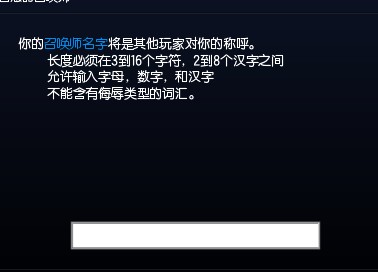 你的召唤师名字将是其他玩家对你的称呼。
长度必须在3到16个字符，2到8个汉字之间
允许输入字母，数字，和汉字
不能含有侮辱类型的词汇。